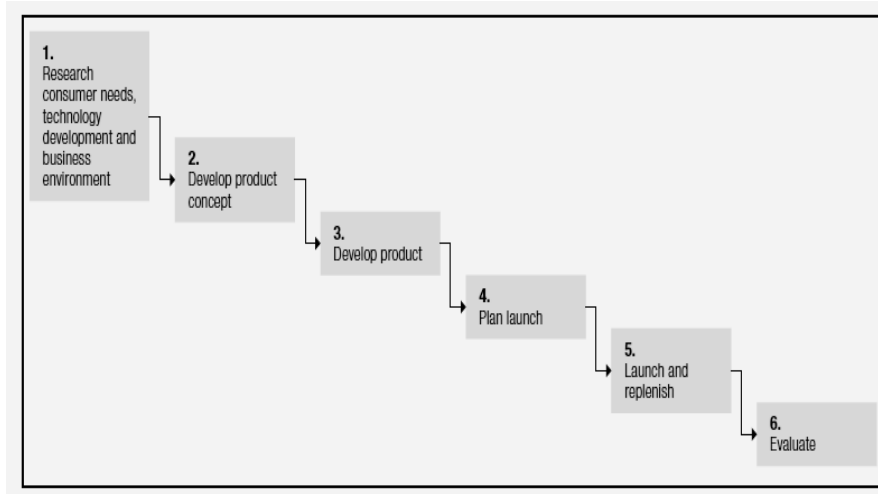 1.
Research
consumer needs,
technology
development and
business
environment
2.
Develop product
concept
3.
Develop product
4.
Plan launch
5.
Launch and
replenish
6.
Evaluate